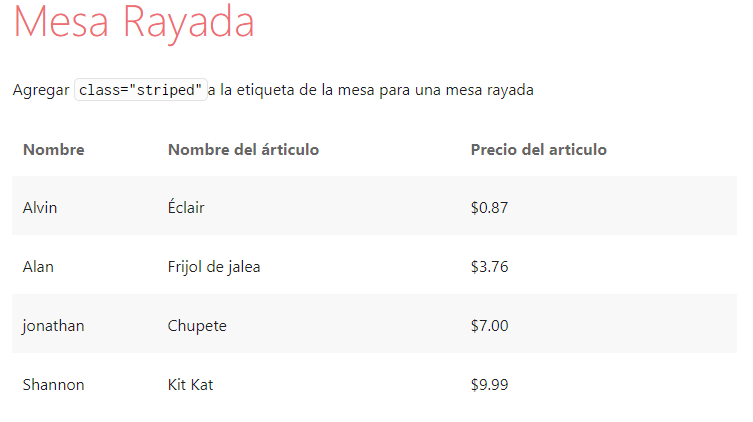 Mesa Rayada
Agregar class="striped" a la etiqueta de la mesa para una mesa rayada
Nombre Nombre del árticulo Precio del articulo
Alvin Éclair $0.87
Alan Frijol de jalea $3.76
jonathan Chupete $7.00
Shannon Kit Kat $9.99